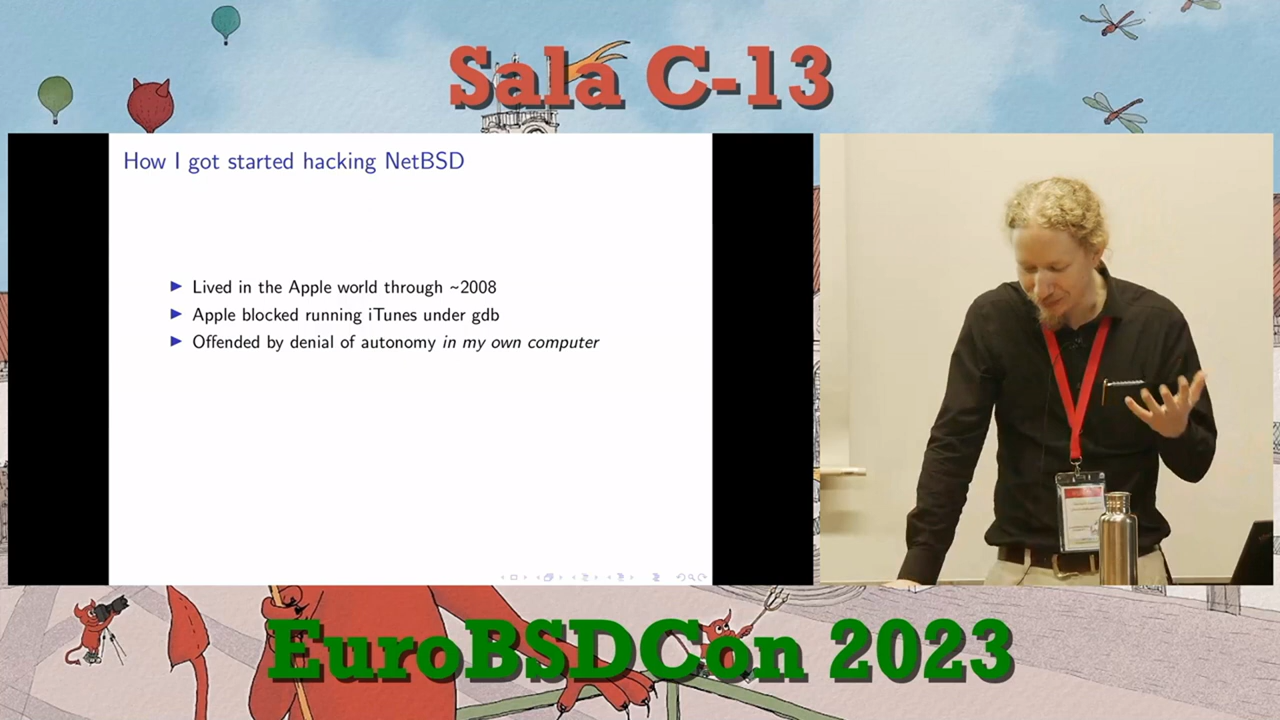 Sala C-13
How I got started hacking NetBSD
Lived in the Apple world through ~2008
Apple blocked running iTunes under gdb
Offended by denial of autonomy in my own computer
EuroBSDCon 2023